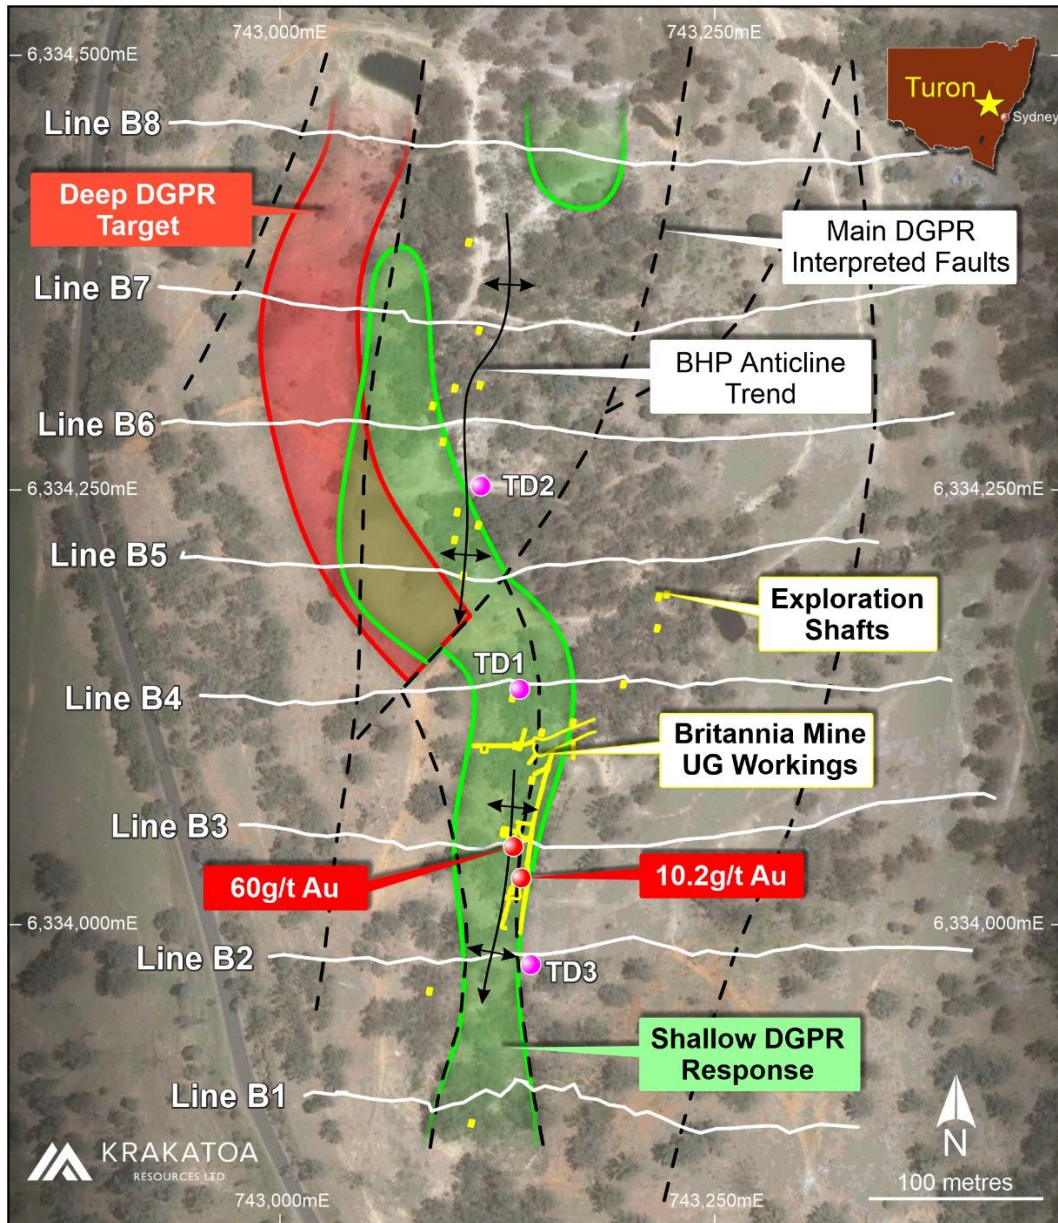 743,000mE
743,250mE
6,334,500mE
Turon
Sydney
Line B8
Deep DGPR
Target
Main DGPR
Interpreted Faults
Line B7
BHP Anticline
Trend
Line B6
6,334,250mE
TD2
6,334,250mE
Line B5
Exploration
Shafts
TD1
Line B4
Britannia Mine
UG Workings
Line B3
60g/t Au
10.2g/t Au
6,334,000mE
6,334,000mE
Line B2
TD3
Shallow DGPR
Response
Line B1
KRAKATOA
RESOURCES LTD.
N
100 metres
743,000mE
743,250mE